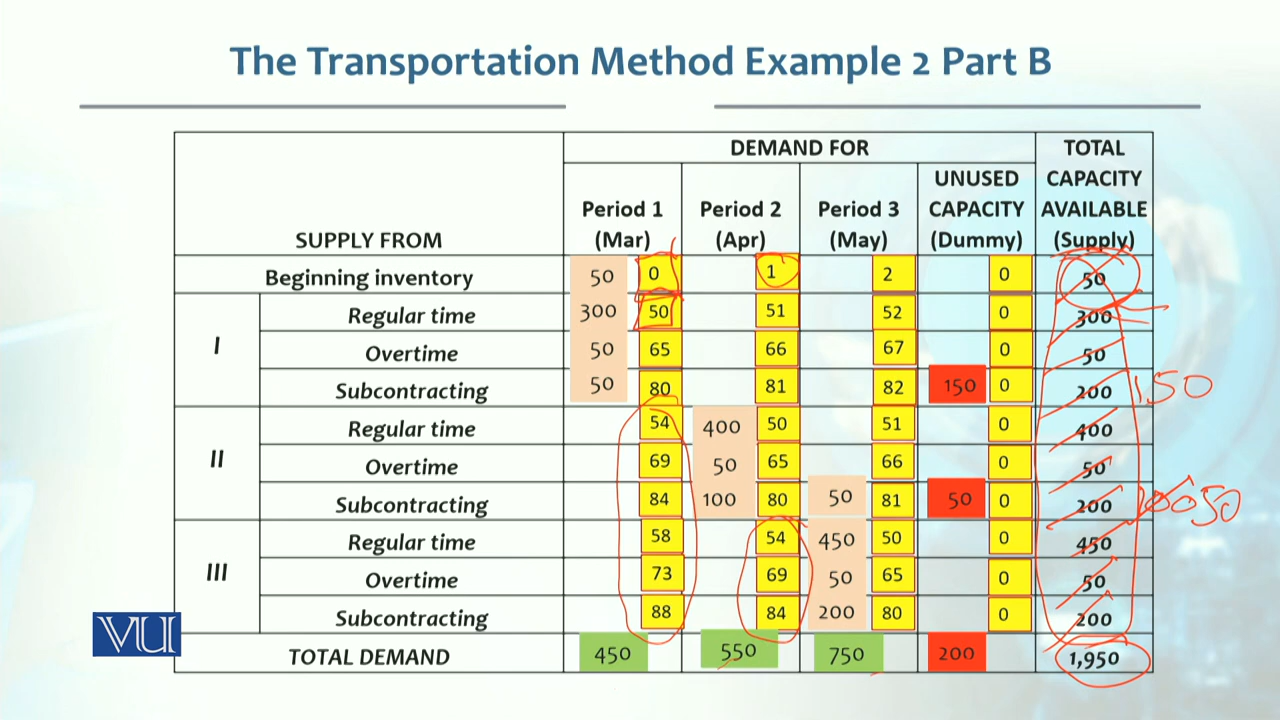 The Transportation Method Example 2 Part B
SUPPLY FROM DEMAND FOR TOTAL CAPACITY AVAILABLE (Supply)
Period 1 (Mar) Period 2 (Apr) Period 3 (May) UNUSED CAPACITY (Dummy)
Beginning inventory 50 0 1 2 0 50
I Regular time 300 50 51 52 0 300
Overtime 50 65 66 67 0 50
Subcontracting 50 80 81 82 150 0 200 150
II Regular time 54 400 50 51 0 400
Overtime 69 50 65 66 0 50
Subcontracting 84 100 80 50 81 50 0 200 50
III Regular time 58 54 450 50 0 450
Overtime 73 69 50 65 0 50
Subcontracting 88 84 200 80 0 200
TOTAL DEMAND 450 550 750 200 1,950
VU